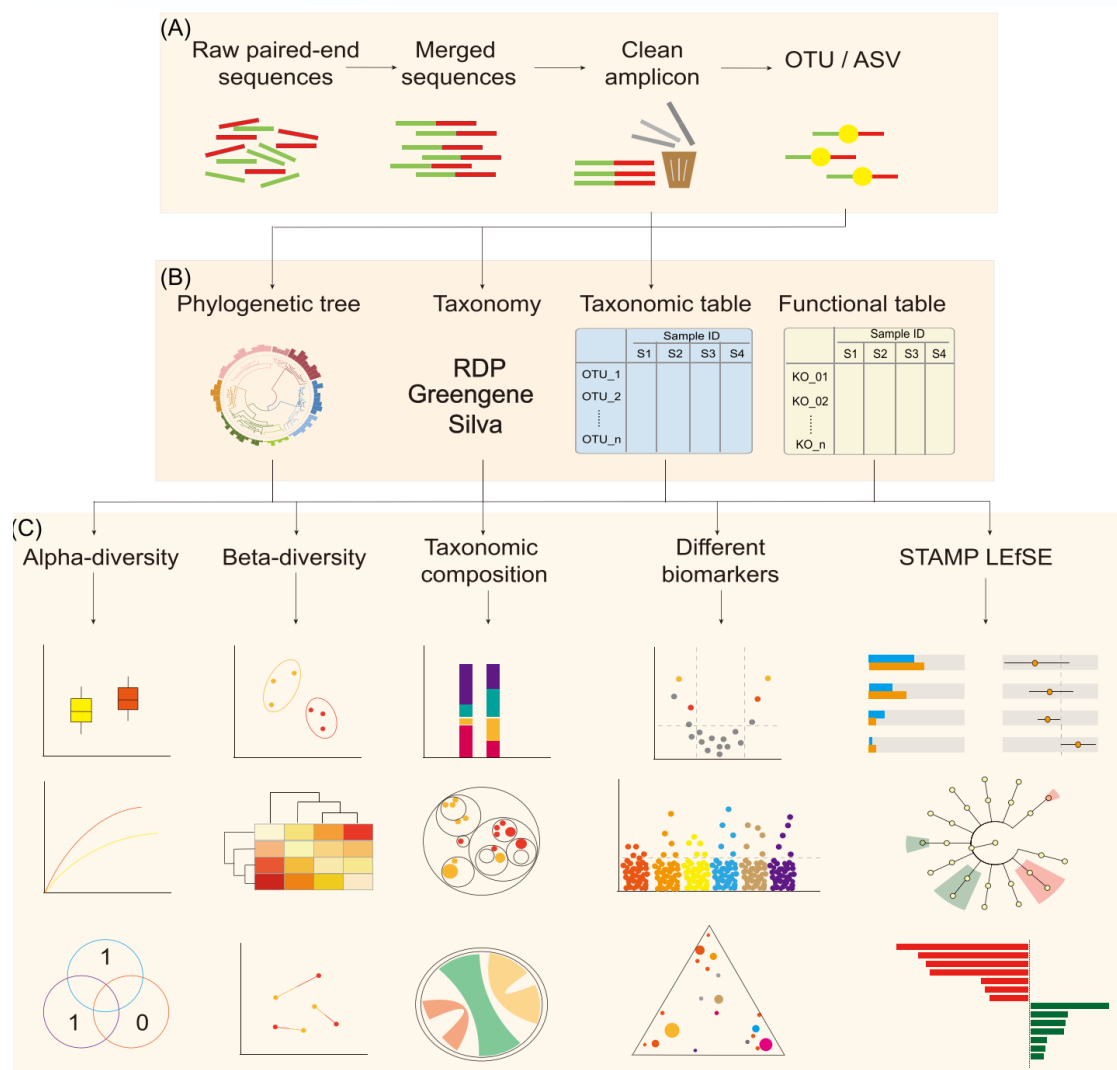 (A)
Raw paired-end
sequences
Merged
sequences
Clean
amplicon
OTU / ASV
(B)
Phylogenetic tree
Taxonomy
Taxonomic table
Functional table
RDP
Greengene
Silva
Sample ID
S1 S2 S3 S4
OTU_1
OTU_2
OTU_n
Sample ID
S1 S2 S3 S4
KO_01
KO_02
KO_n
(C)
Alpha-diversity
Beta-diversity
Taxonomic
composition
Different
biomarkers
STAMP LEfSE
1
1
0